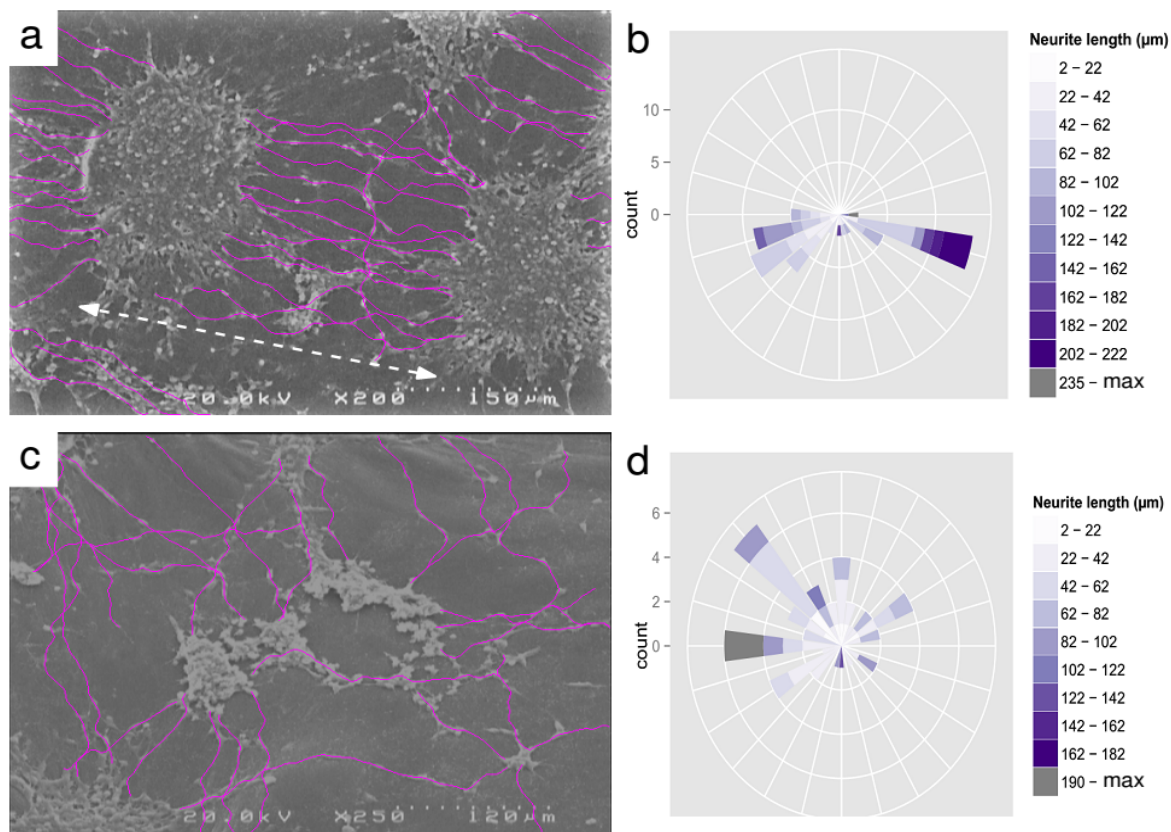 a
20.0kV X200 150µm
b
10
5
0
count
Neurite length (µm)
2 – 22
22 – 42
42 – 62
62 – 82
82 – 102
102 – 122
122 – 142
142 – 162
162 – 182
182 – 202
202 – 222
235 – max
c
20.0kV X250 120µm
d
6
4
2
0
count
Neurite length (µm)
2 – 22
22 – 42
42 – 62
62 – 82
82 – 102
102 – 122
122 – 142
142 – 162
162 – 182
190 – max